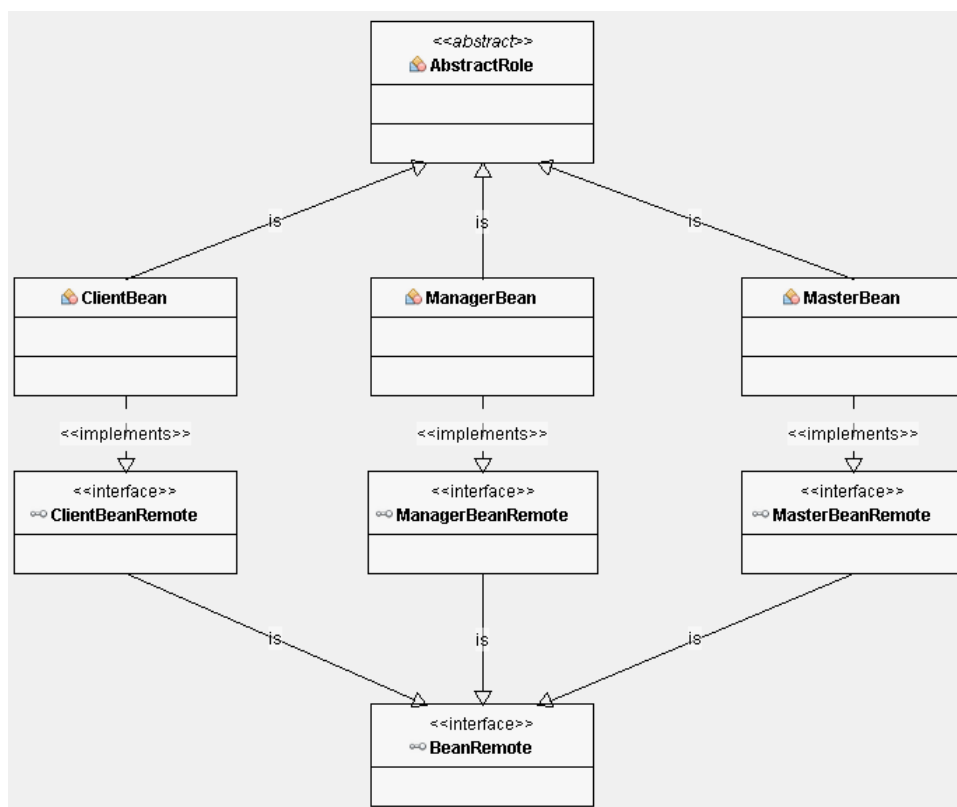 <<abstract>>
AbstractRole
is
is
is
ClientBean
ManagerBean
MasterBean
<<implements>>
<<implements>>
<<implements>>
<<interface>>
ClientBeanRemote
<<interface>>
ManagerBeanRemote
<<interface>>
MasterBeanRemote
is
is
is
<<interface>>
BeanRemote